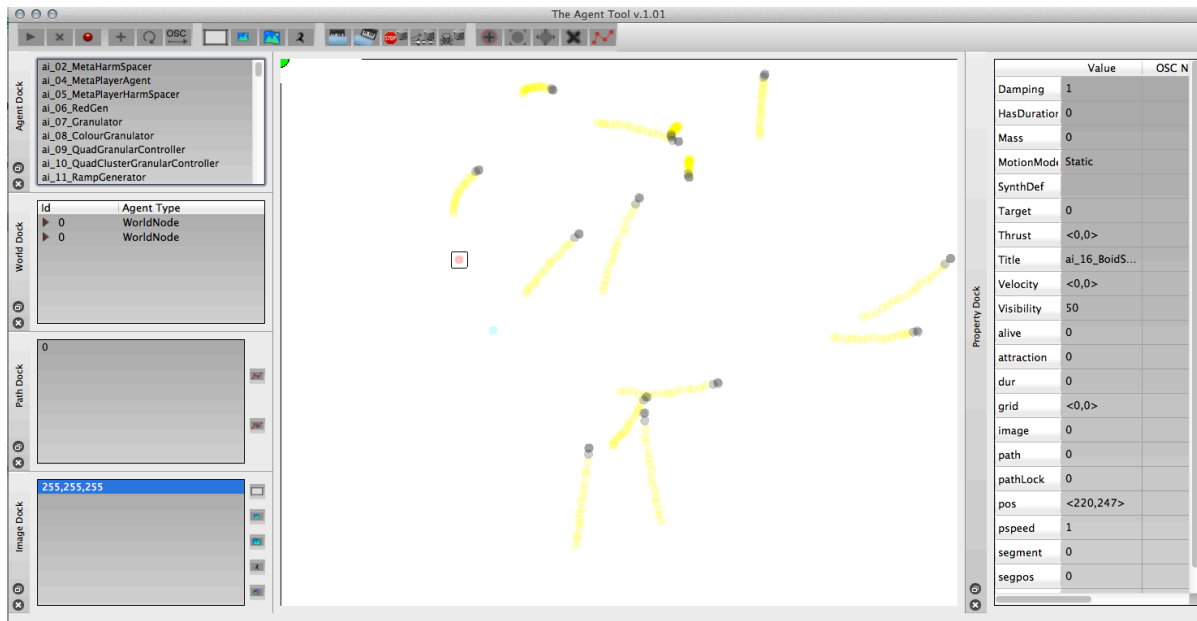 The Agent Tool v.1.01
OSC
STOP
Agent Dock
ai_02_MetaHarmSpacer
ai_04_MetaPlayerAgent
ai_05_MetaPlayerHarmSpacer
ai_06_RedGen
ai_07_Granulator
ai_08_ColourGranulator
ai_09_QuadGranularController
ai_10_QuadClusterGranularController
ai_11_RampGenerator
World Dock
Id Agent Type
0 WorldNode
0 WorldNode
Path Dock
0
Image Dock
255,255,255
Property Dock
Value OSC N
Damping 1
HasDuration 0
Mass 0
MotionMode Static
SynthDef
Target 0
Thrust <0,0>
Title ai_16_BoidS...
Velocity <0,0>
Visibility 50
alive 0
attraction 0
dur 0
grid <0,0>
image 0
path 0
pathLock 0
pos <220,247>
pspeed 1
segment 0
segpos 0